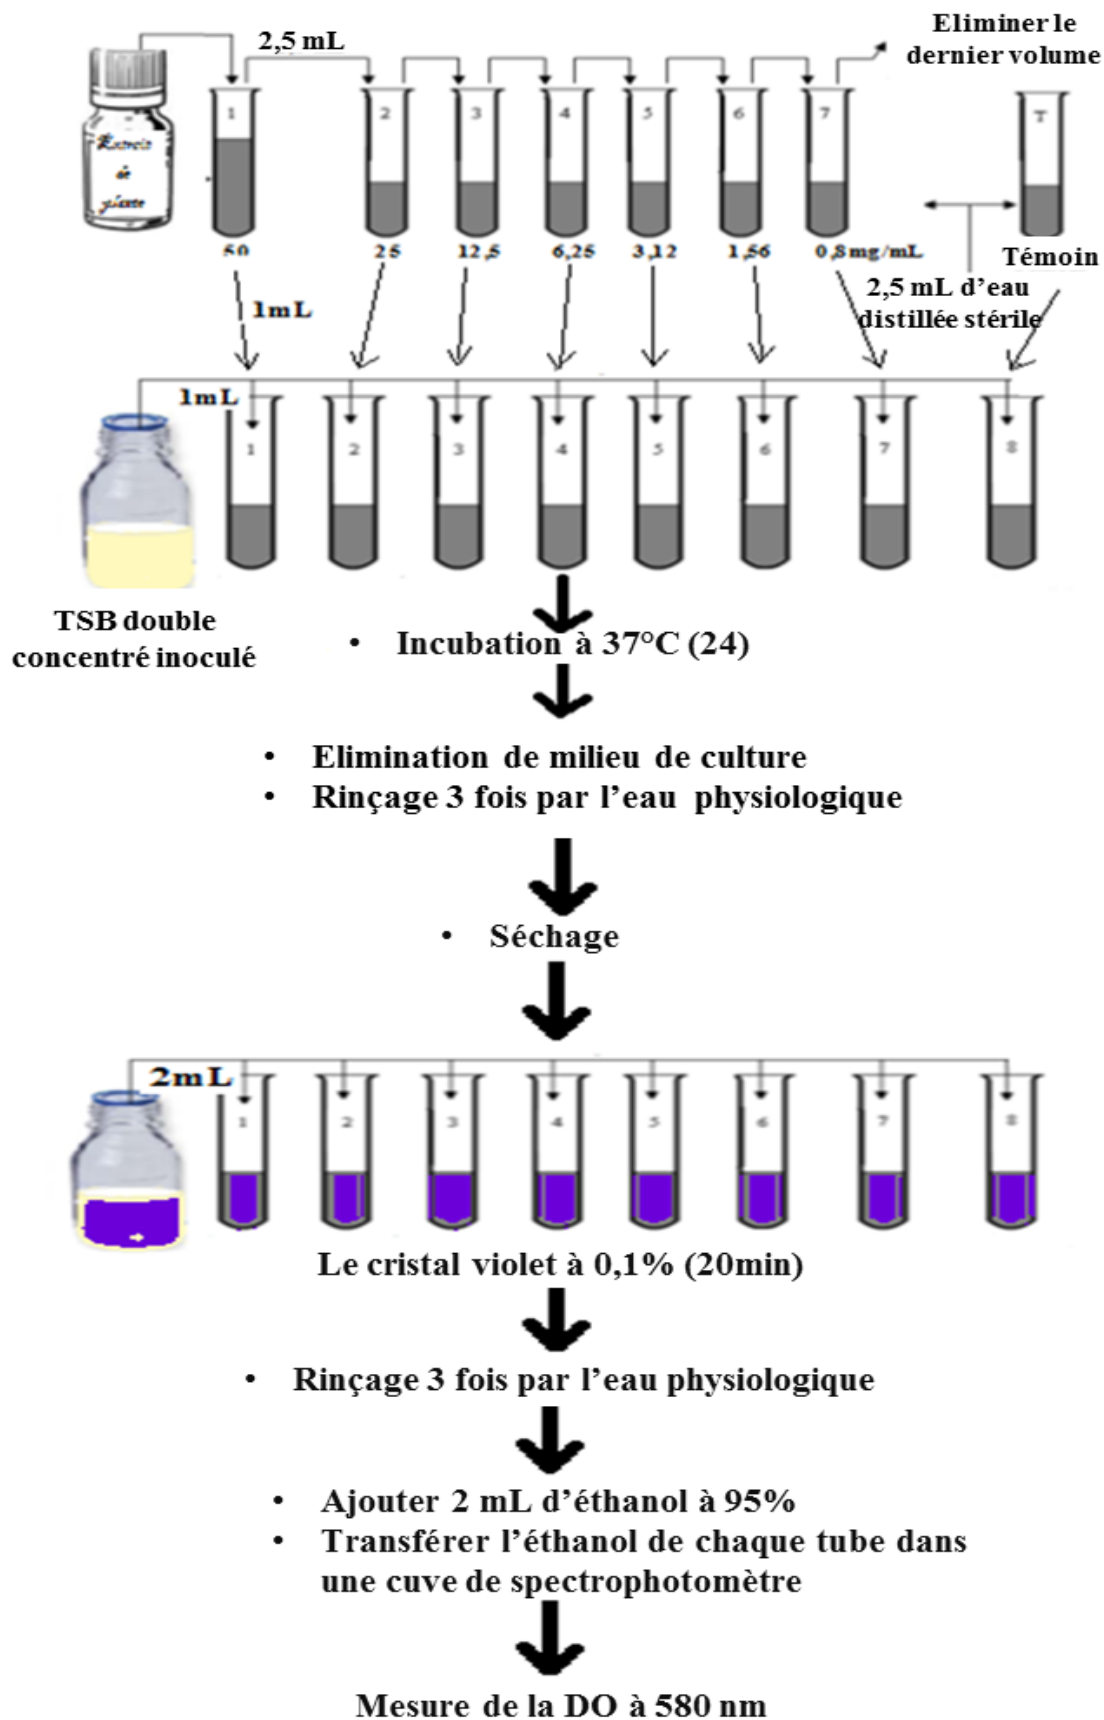 Eliminer le
dernier volume
2,5 mL
1 2 3 4 5 6 7 T
Extrait
de
plante
50 25 12,5 6,25 3,12 1,56 0,8 mg/mL
Témoin
2,5 mL d’eau
distillée stérile
1mL
1mL
1 2 3 4 5 6 7 8
TSB double
concentré inoculé
• Incubation à 37°C (24)
• Elimination de milieu de culture
• Rinçage 3 fois par l’eau physiologique
• Séchage
2mL
1 2 3 4 5 6 7 8
Le cristal violet à 0,1% (20min)
• Rinçage 3 fois par l’eau physiologique
• Ajouter 2 mL d’éthanol à 95%
• Transférer l’éthanol de chaque tube dans
une cuve de spectrophotomètre
Mesure de la DO à 580 nm